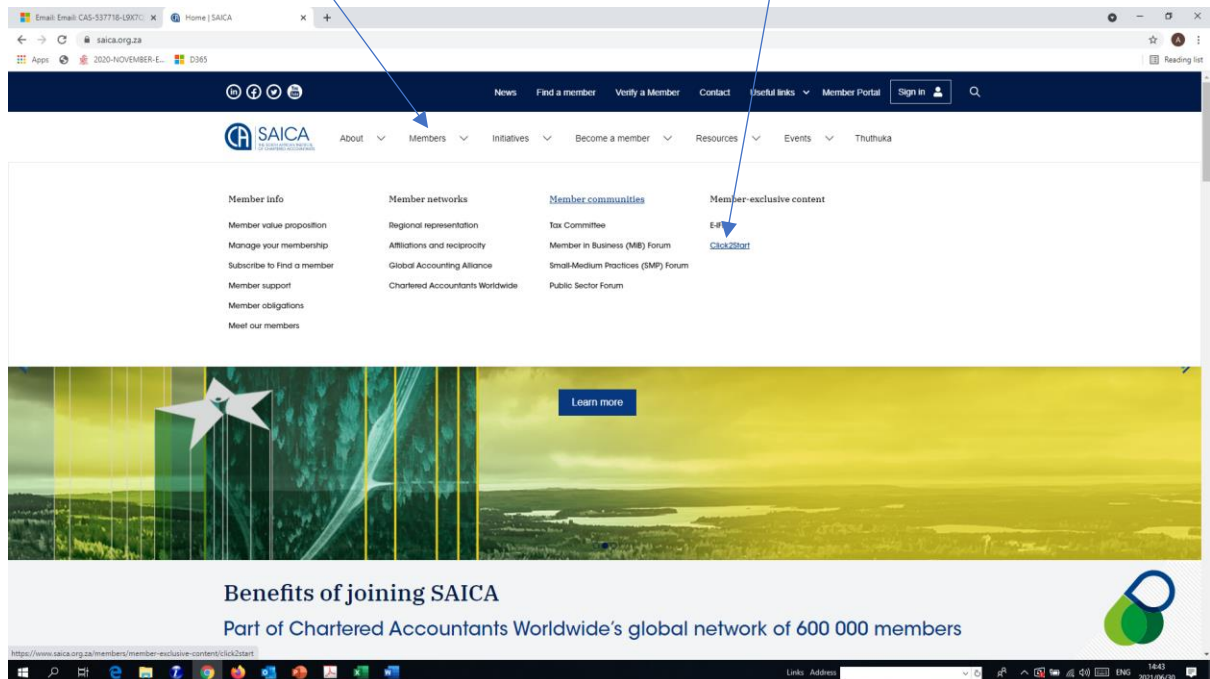 Email: Email: CAS-537716-L9X7C
Home | SAICA
saica.org.za
Apps
2020-NOVEMBER-E...
D365
Reading list
News Find a member Verify a Member Contact Useful links Member Portal Sign in
SAICA
About Members Initiatives Become a member Resources Events Thuthuka
Member info
Member value proposition
Manage your membership
Subscribe to Find a member
Member support
Member obligations
Meet our members
Member networks
Regional representation
Affiliations and reciprocity
Global Accounting Alliance
Chartered Accountants Worldwide
Member communities
Tax Committee
Member in Business (MiB) Forum
Small-Medium Practices (SMP) Forum
Public Sector Forum
Member-exclusive content
Click2Start
Learn more
Benefits of joining SAICA
Part of Chartered Accountants Worldwide's global network of 600 000 members
https://www.saica.org.za/members/member-exclusive-content/click2start
Links Address
ENG
14:43
2021/06/30